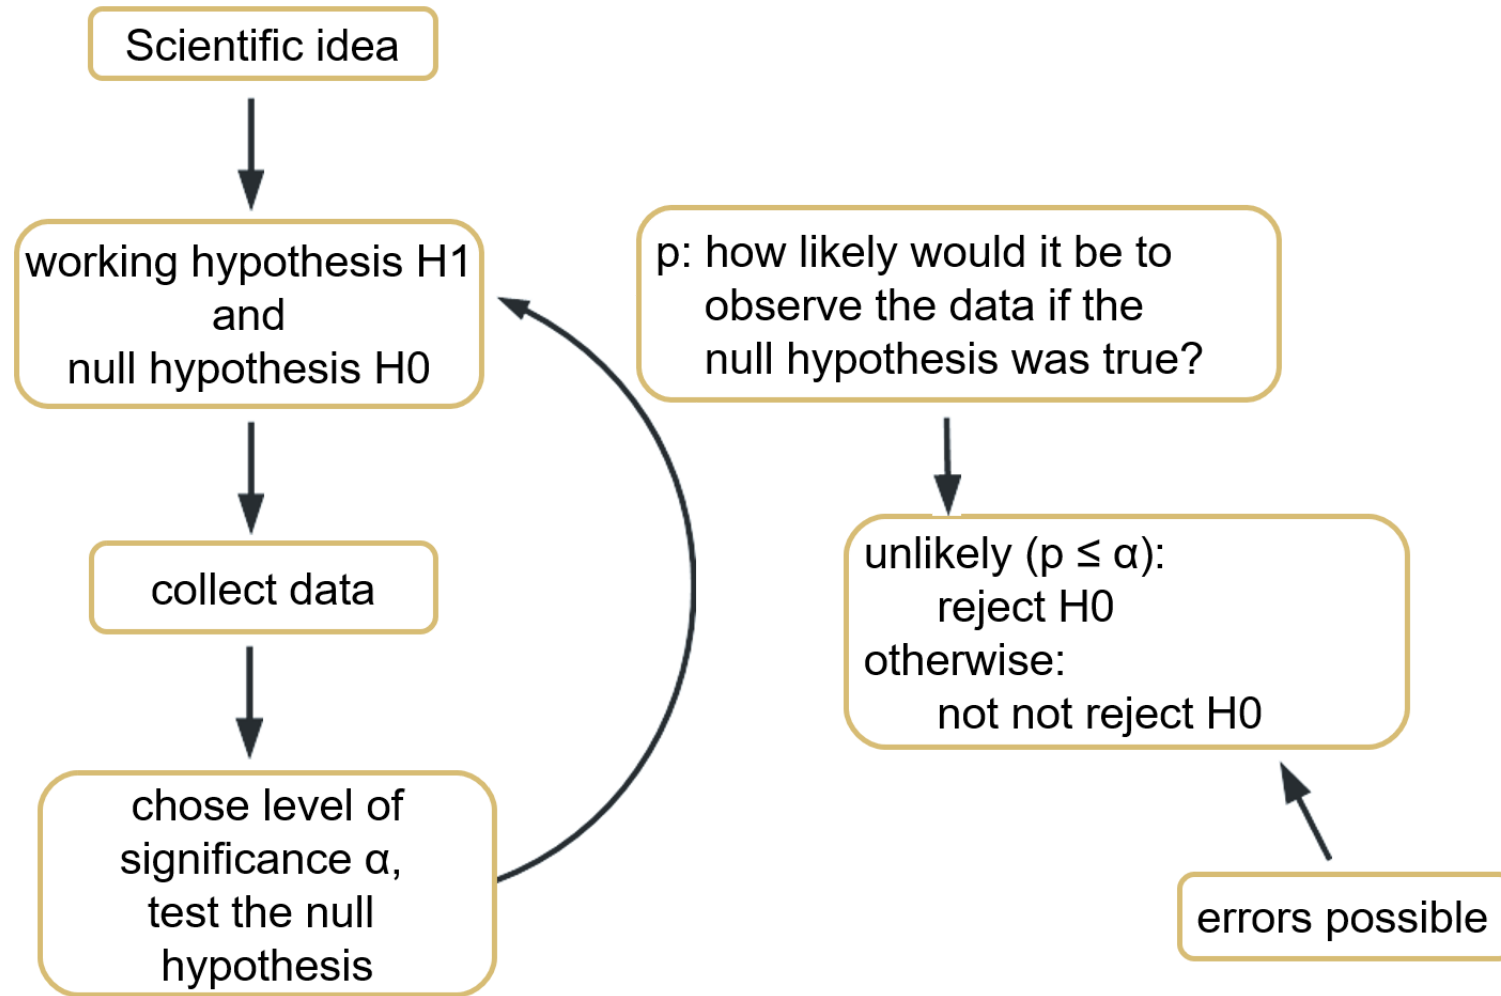 Scientific idea
working hypothesis H1
and
null hypothesis H0
collect data
chose level of
significance α,
test the null
hypothesis
p: how likely would it be to
observe the data if the
null hypothesis was true?
unlikely (p ≤ α):
reject H0
otherwise:
not not reject H0
errors possible